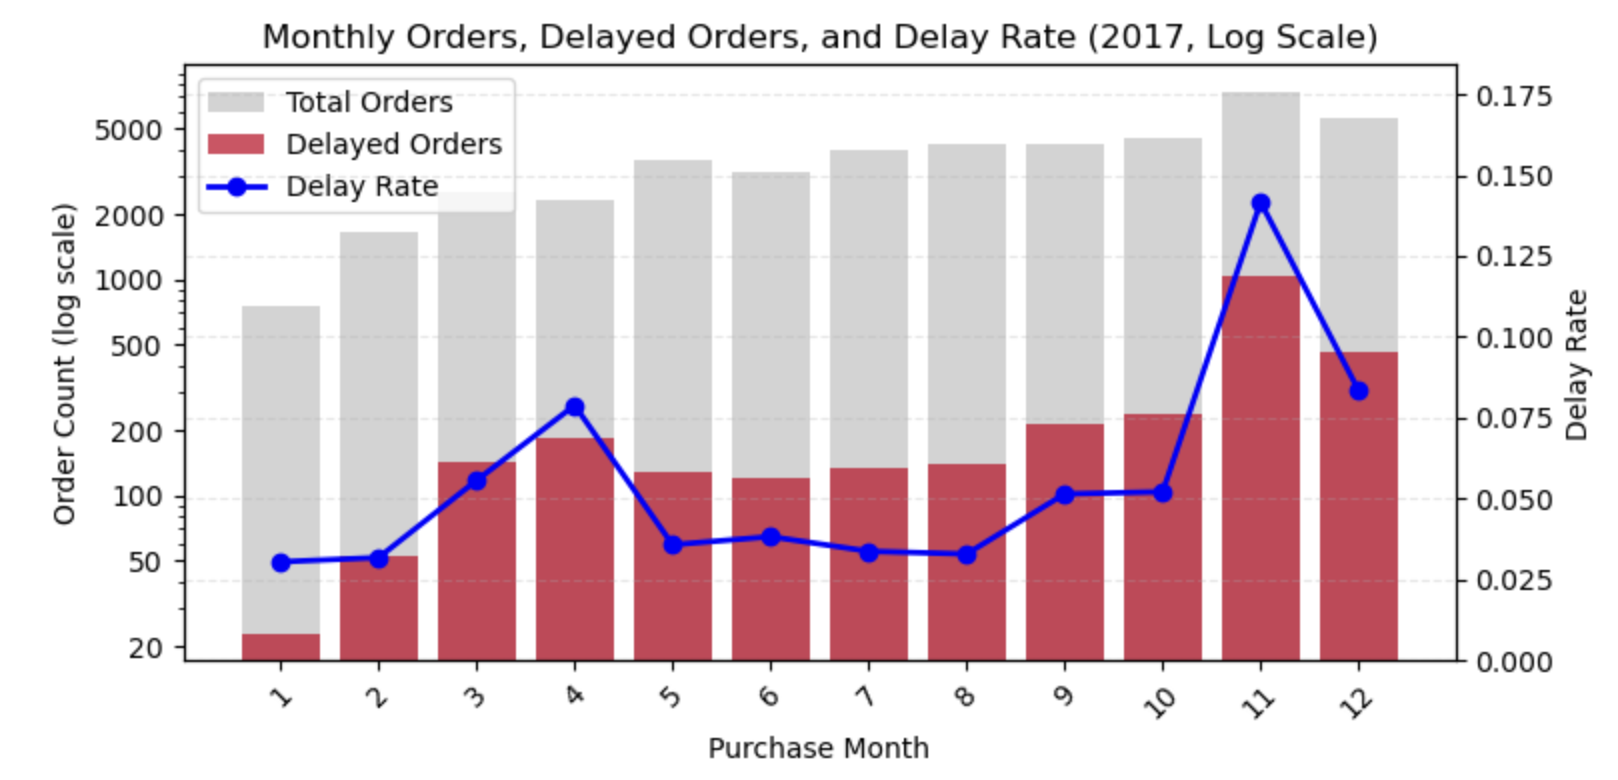 Monthly Orders, Delayed Orders, and Delay Rate (2017, Log Scale)
Total Orders
Delayed Orders
Delay Rate
Order Count (log scale)
5000
2000
1000
500
200
100
50
20
0.175
0.150
0.125
0.100
0.075
0.050
0.025
0.000
Delay Rate
1 2 3 4 5 6 7 8 9 10 11 12
Purchase Month